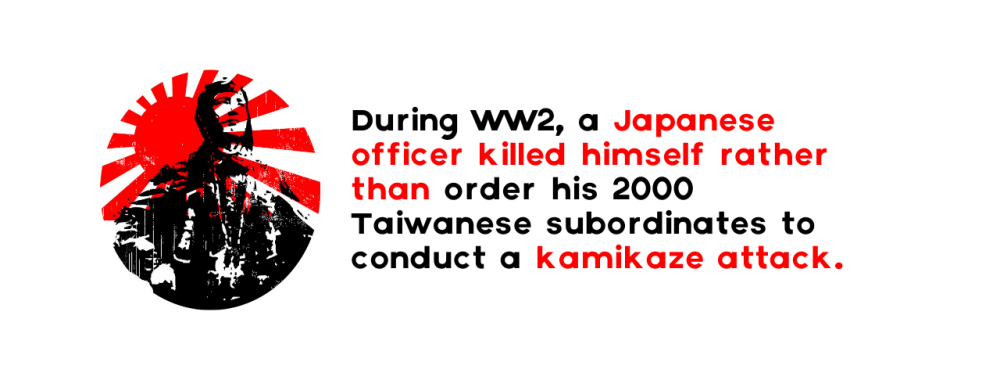 During WW2, a Japanese
officer killed himself rather
than order his 2000
Taiwanese subordinates to
conduct a kamikaze attack.